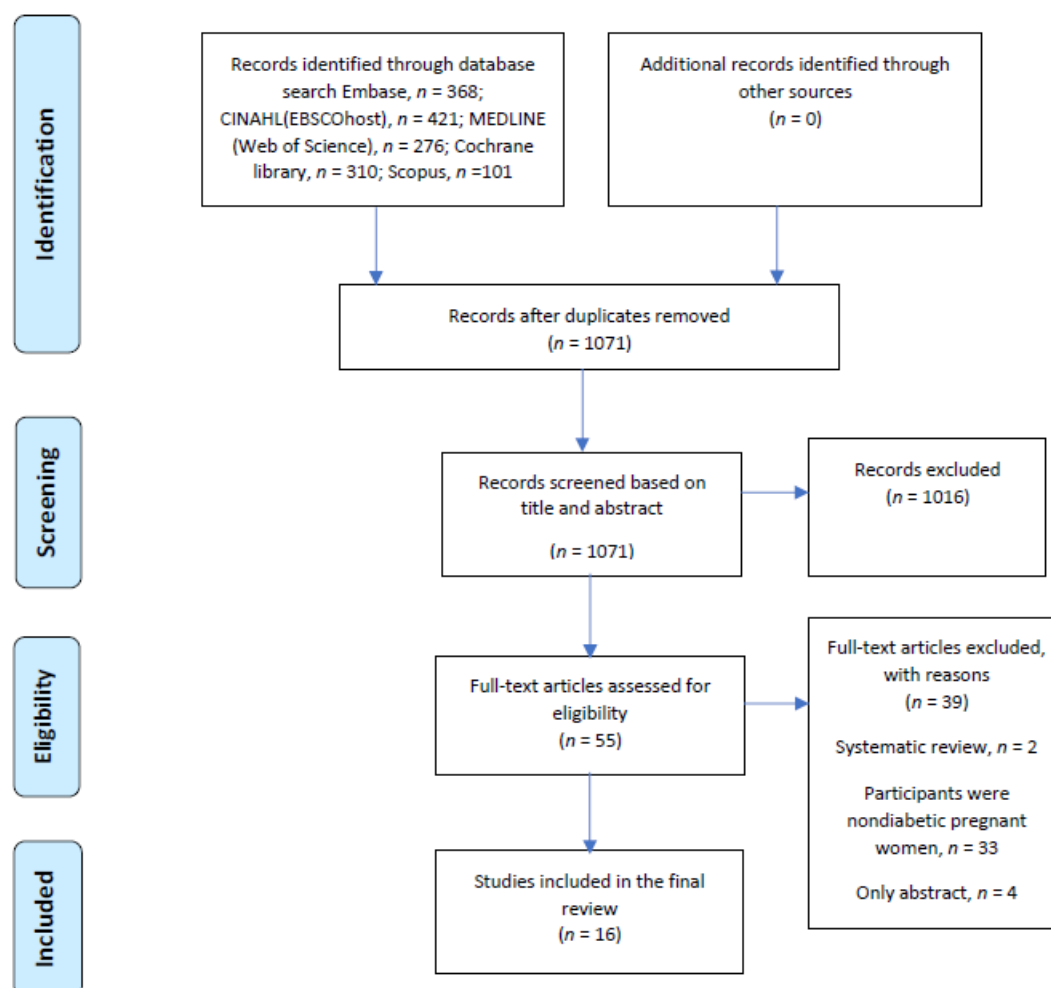 Identification
Records identified through database
search Embase, n = 368;
CINAHL(EBSCOhost), n = 421; MEDLINE
(Web of Science), n = 276; Cochrane
library, n = 310; Scopus, n =101
Additional records identified through
other sources
(n = 0)
Records after duplicates removed
(n = 1071)
Screening
Records screened based on
title and abstract
(n = 1071)
Records excluded
(n = 1016)
Eligibility
Full-text articles assessed for
eligibility
(n = 55)
Full-text articles excluded,
with reasons
(n = 39)
Systematic review, n = 2
Participants were
nondiabetic pregnant
women, n = 33
Only abstract, n = 4
Included
Studies included in the final
review
(n = 16)